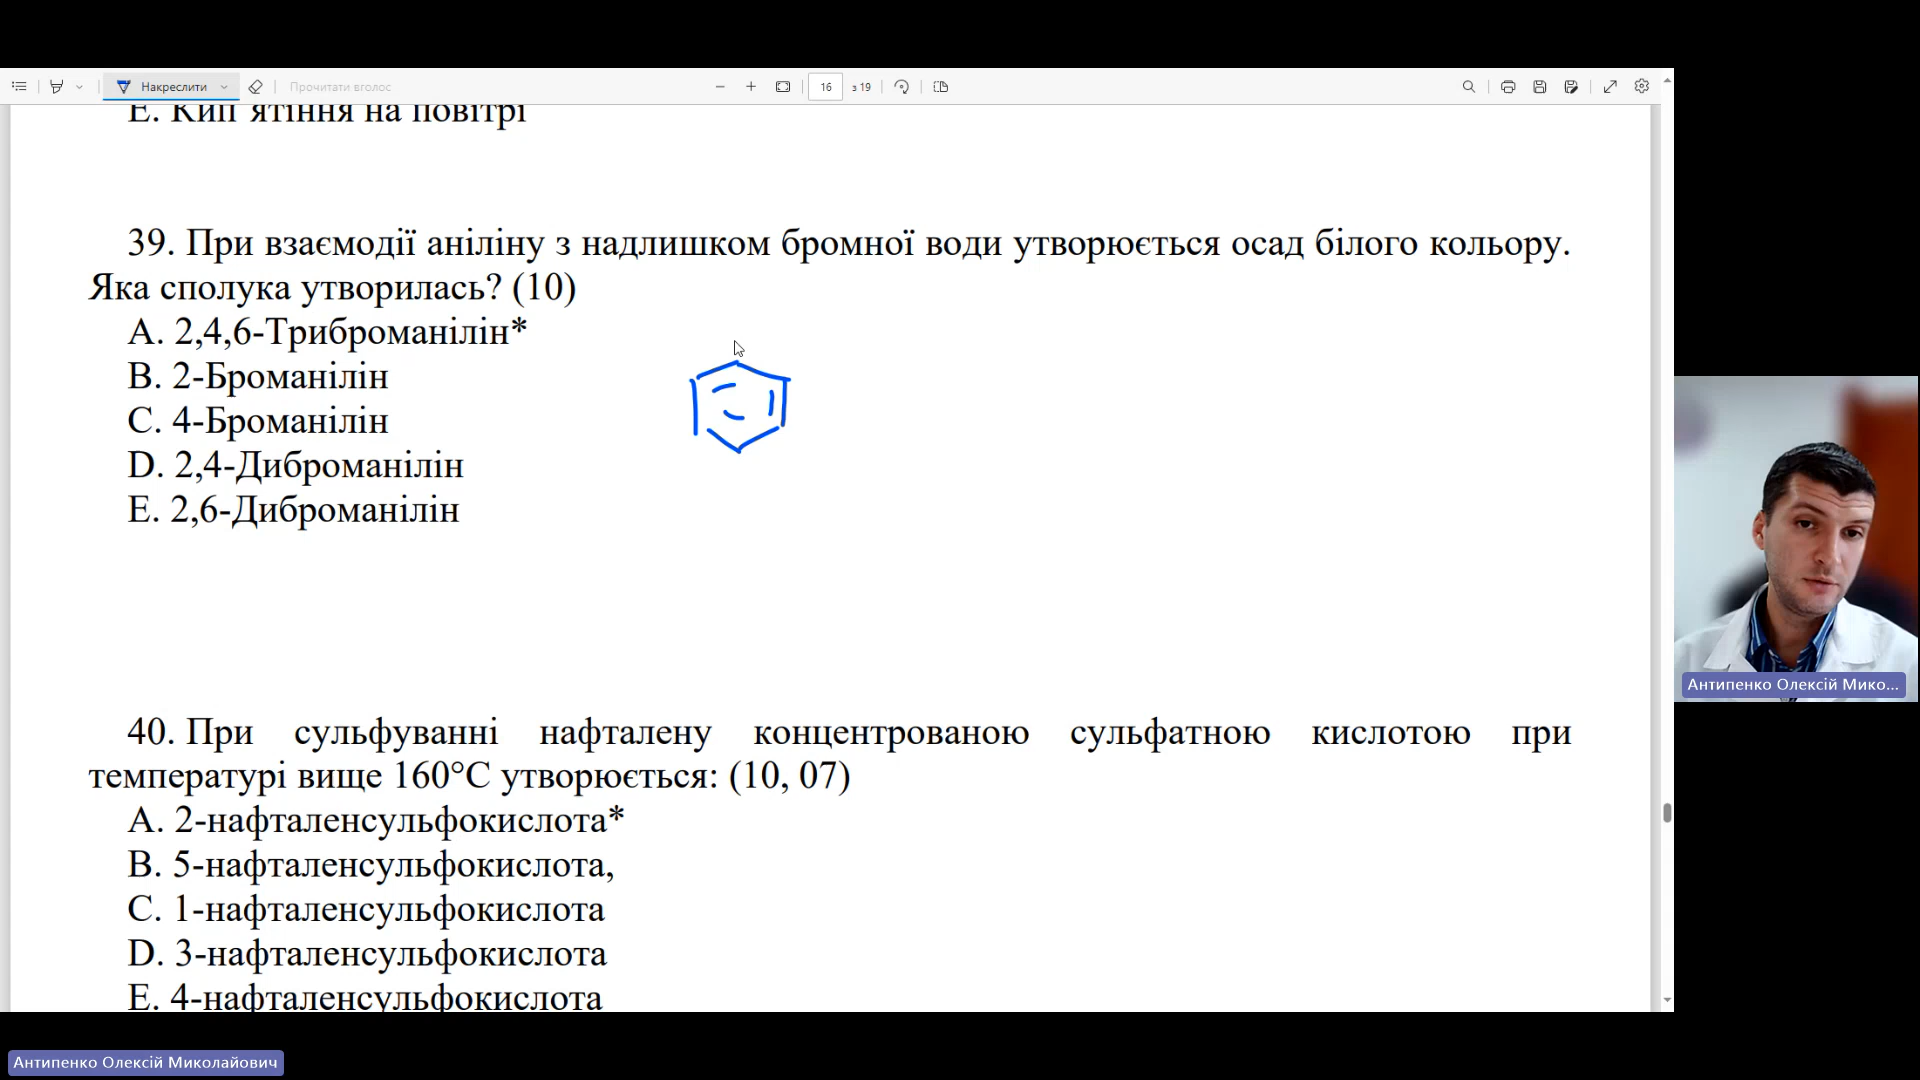 Накреслити
Прочитати вголос
16 з 19
Е. Кип’ятіння на повітрі
39. При взаємодії аніліну з надлишком бромної води утворюється осад білого кольору.
Яка сполука утворилась? (10)
A. 2,4,6-Триброманілін*
B. 2-Броманілін
C. 4-Броманілін
D. 2,4-Диброманілін
E. 2,6-Диброманілін
40. При сульфуванні нафталену концентрованою сульфатною кислотою при
температурі вище 160°С утворюється: (10, 07)
A. 2-нафталенсульфокислота*
B. 5-нафталенсульфокислота,
C. 1-нафталенсульфокислота
D. 3-нафталенсульфокислота
E. 4-нафталенсульфокислота
Антипенко Олексій Мико...
Антипенко Олексій Миколайович